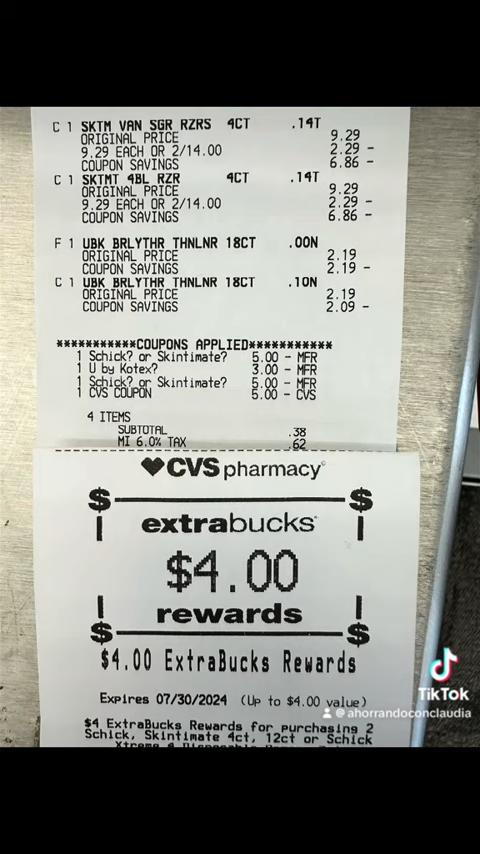 C 1 SKTM VAN SGR RZRS 4CT .14T
ORIGINAL PRICE 9.29
9.29 EACH OR 2/14.00 2.29 -
COUPON SAVINGS 6.86 -
C 1 SKTMT 4BL RZR 4CT .14T
ORIGINAL PRICE 9.29
9.29 EACH OR 2/14.00 2.29 -
COUPON SAVINGS 6.86 -
F 1 UBK BRLYTHR THNLNR 18CT .00N
ORIGINAL PRICE 2.19
COUPON SAVINGS 2.19 -
C 1 UBK BRLYTHR THNLNR 18CT .10N
ORIGINAL PRICE 2.19
COUPON SAVINGS 2.09 -
***********COUPONS APPLIED***********
1 Schick? or Skintimate? 5.00 - MFR
1 U by Kotex? 3.00 - MFR
1 Schick? or Skintimate? 5.00 - MFR
1 CVS COUPON 5.00 - CVS
4 ITEMS
SUBTOTAL .38
MI 6.0% TAX .62
CVS pharmacy
$ $
extrabucks
$4.00
rewards
$ $
$4.00 ExtraBucks Rewards
Expires 07/30/2024 (Up to $4.00 value)
$4 ExtraBucks Rewards for purchasing 2
Schick, Skintimate 4ct, 12ct or Schick
TikTok
@ahorrandoconclaudia